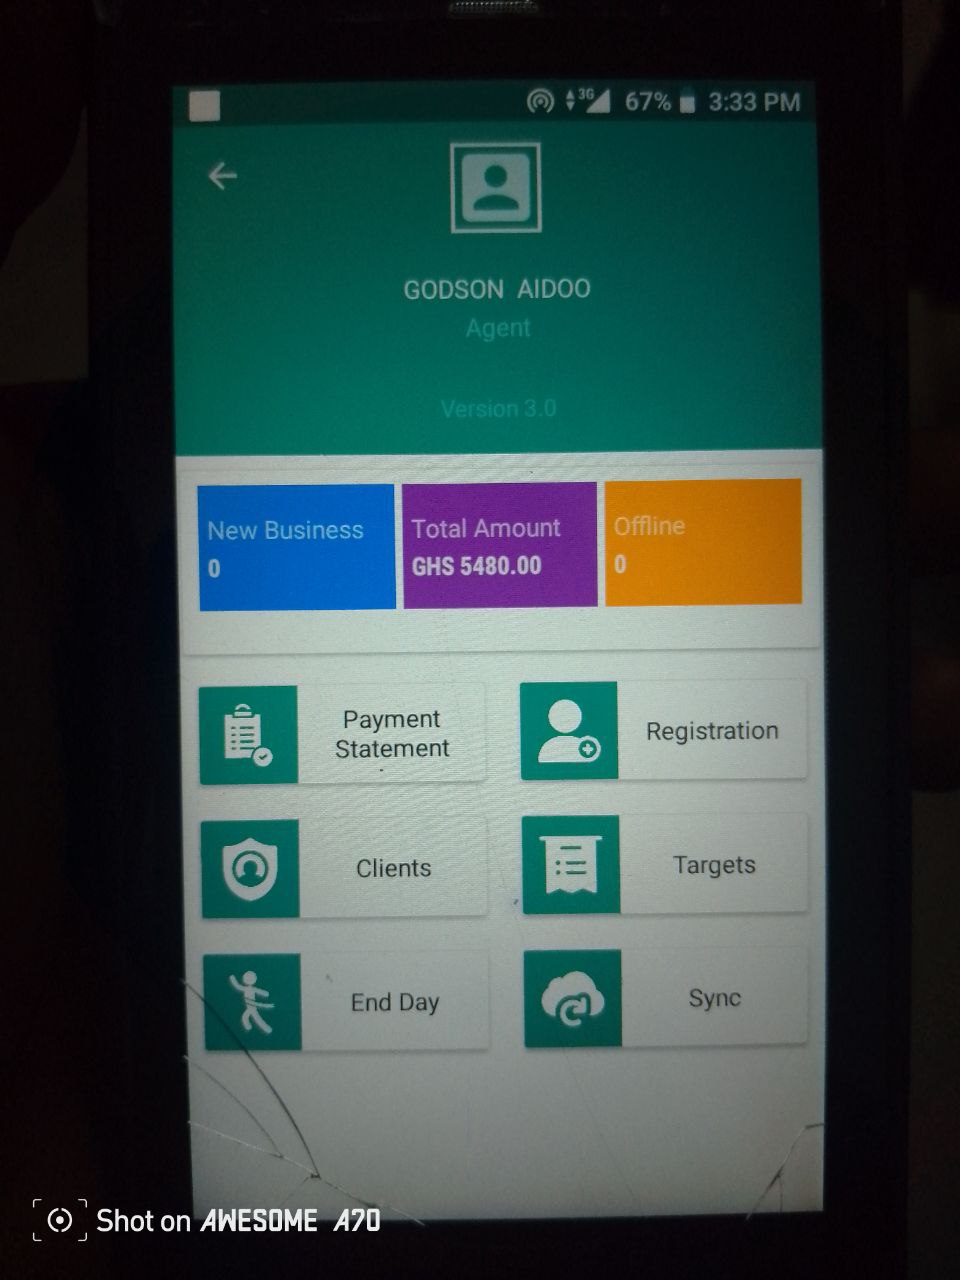 3G 67% 3:33 PM
GODSON AIDOO
Agent
Version 3.0
New Business
0
Total Amount
GHS 5480.00
Offline
0
Payment
Statement
Registration
Clients
Targets
End Day
Sync
Shot on AWESOME A70